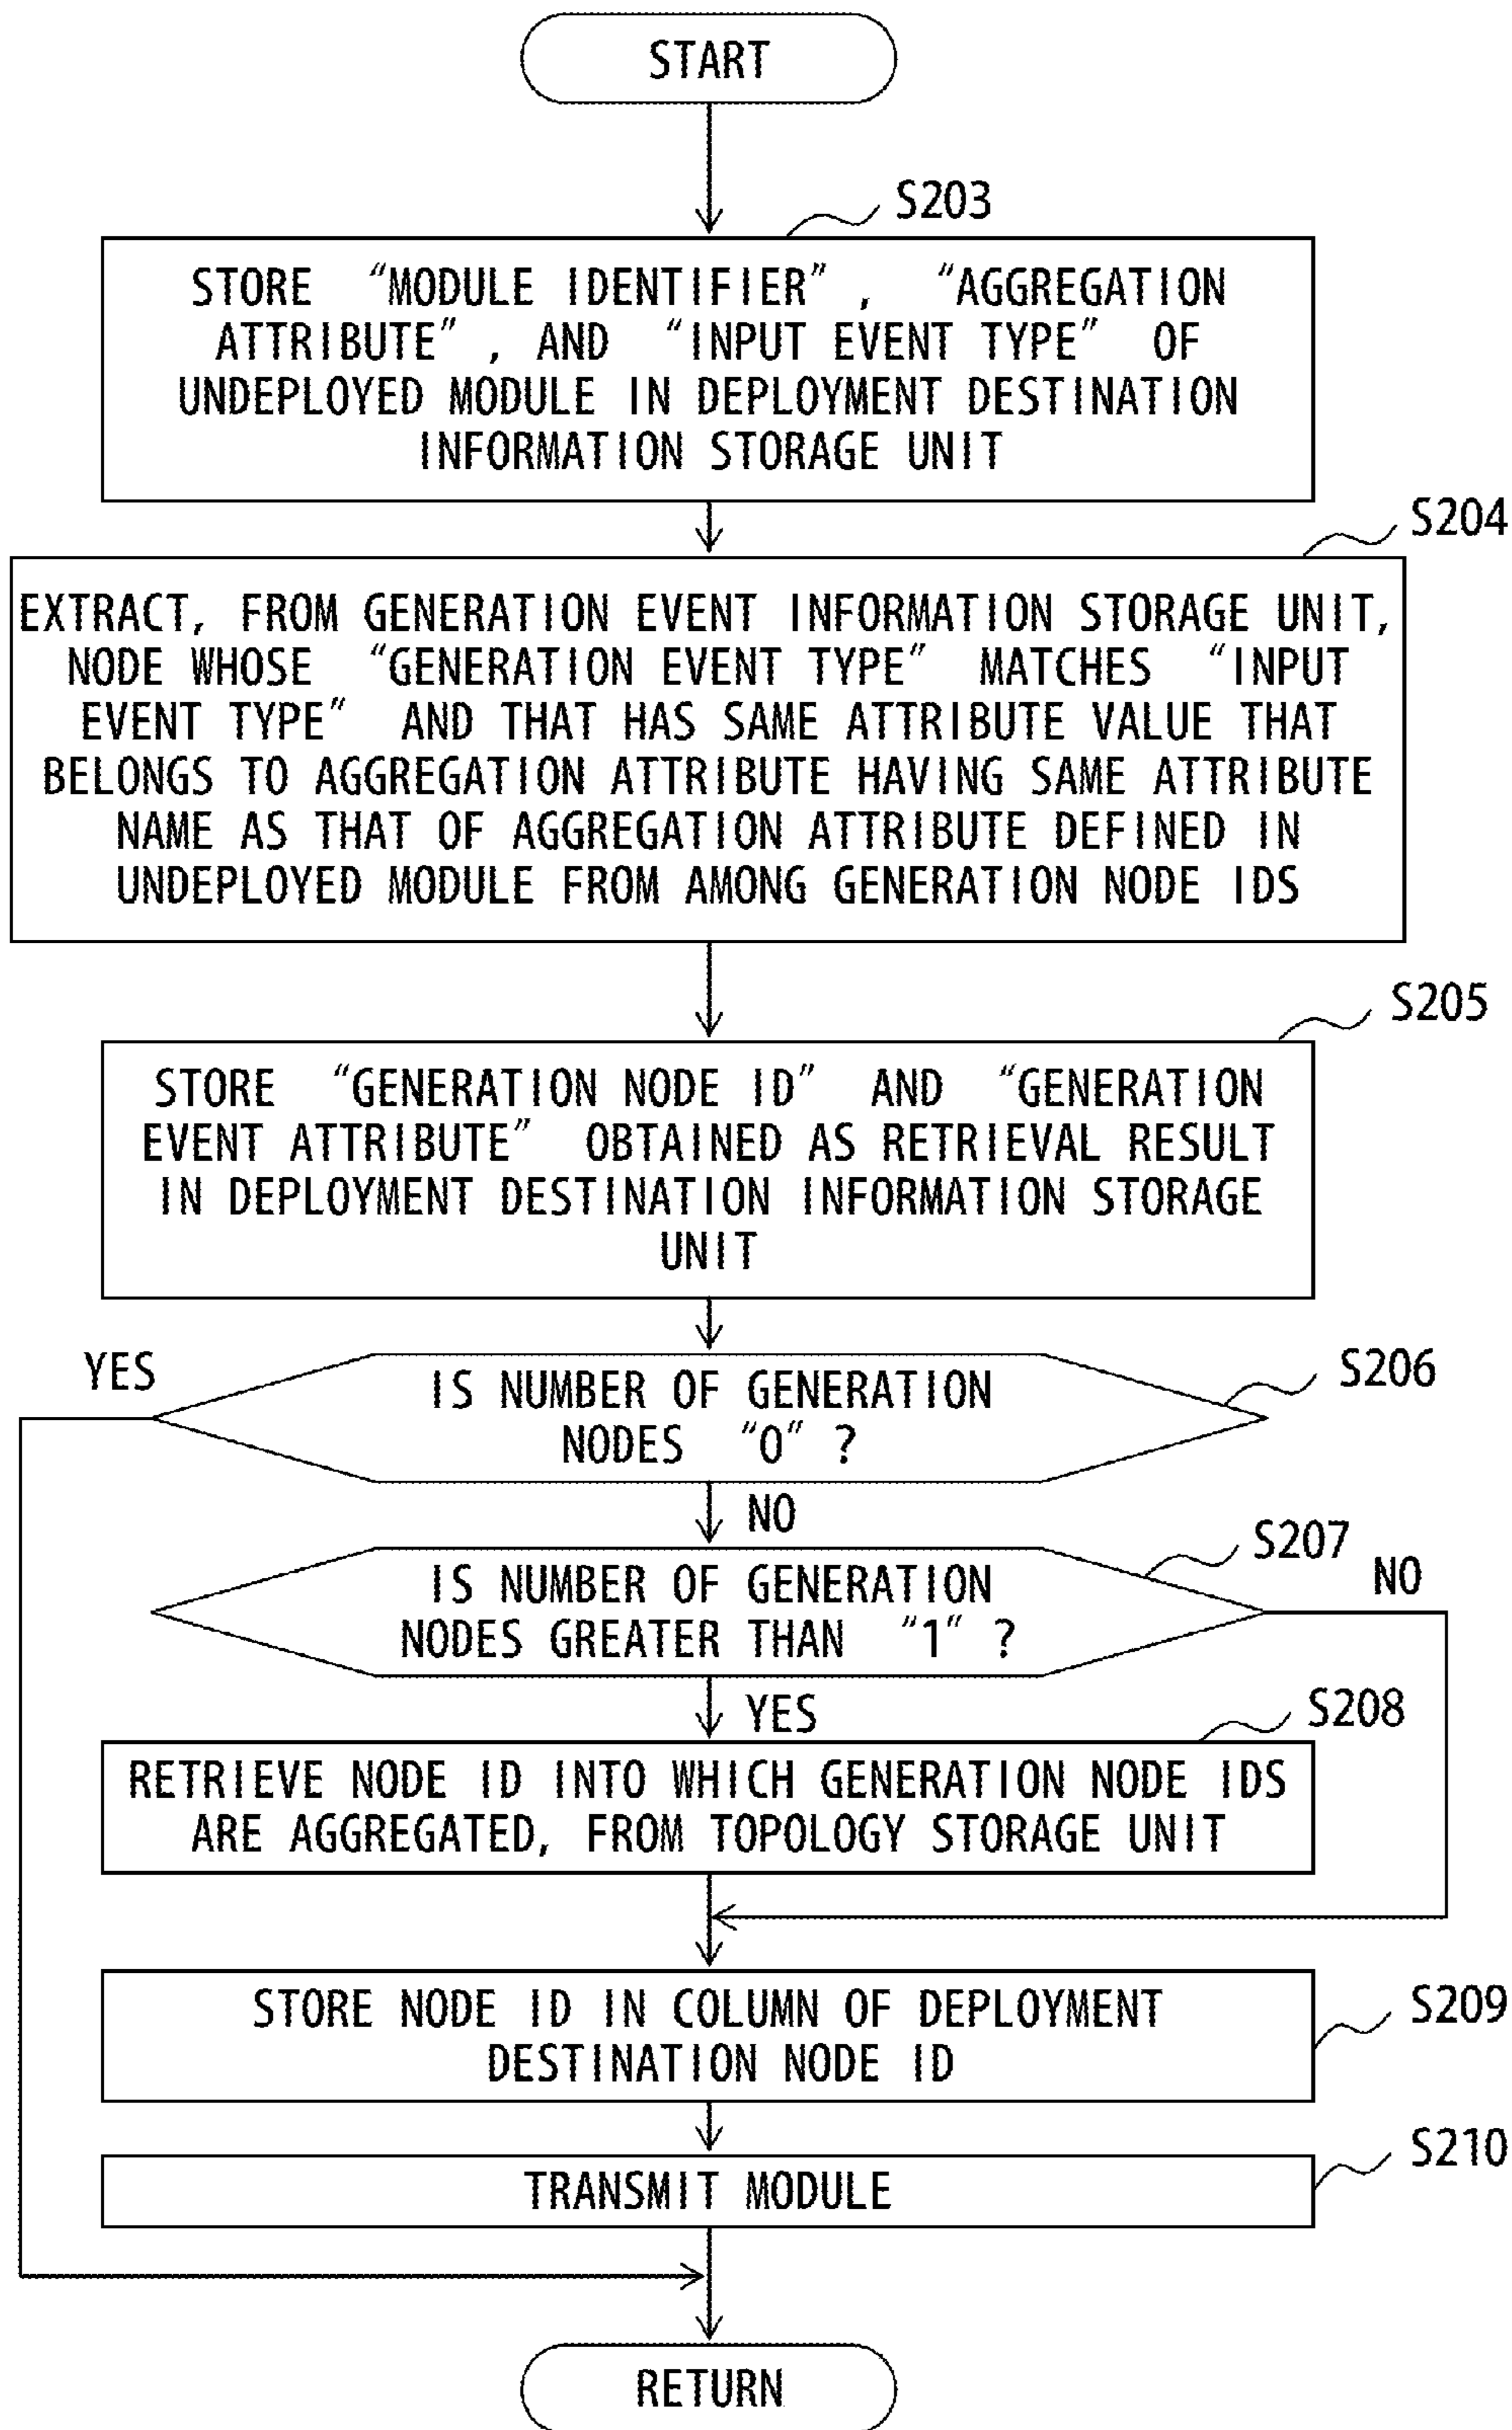 START
S203
STORE "MODULE IDENTIFIER", "AGGREGATION
ATTRIBUTE", AND "INPUT EVENT TYPE" OF
UNDEPLOYED MODULE IN DEPLOYMENT DESTINATION
INFORMATION STORAGE UNIT
S204
EXTRACT, FROM GENERATION EVENT INFORMATION STORAGE UNIT,
NODE WHOSE "GENERATION EVENT TYPE" MATCHES "INPUT
EVENT TYPE" AND THAT HAS SAME ATTRIBUTE VALUE THAT
BELONGS TO AGGREGATION ATTRIBUTE HAVING SAME ATTRIBUTE
NAME AS THAT OF AGGREGATION ATTRIBUTE DEFINED IN
UNDEPLOYED MODULE FROM AMONG GENERATION NODE IDS
S205
STORE "GENERATION NODE ID" AND "GENERATION
EVENT ATTRIBUTE" OBTAINED AS RETRIEVAL RESULT
IN DEPLOYMENT DESTINATION INFORMATION STORAGE
UNIT
YES
S206
IS NUMBER OF GENERATION
NODES "0" ?
NO
S207
NO
IS NUMBER OF GENERATION
NODES GREATER THAN "1" ?
YES
S208
RETRIEVE NODE ID INTO WHICH GENERATION NODE IDS
ARE AGGREGATED, FROM TOPOLOGY STORAGE UNIT
S209
STORE NODE ID IN COLUMN OF DEPLOYMENT
DESTINATION NODE ID
S210
TRANSMIT MODULE
RETURN